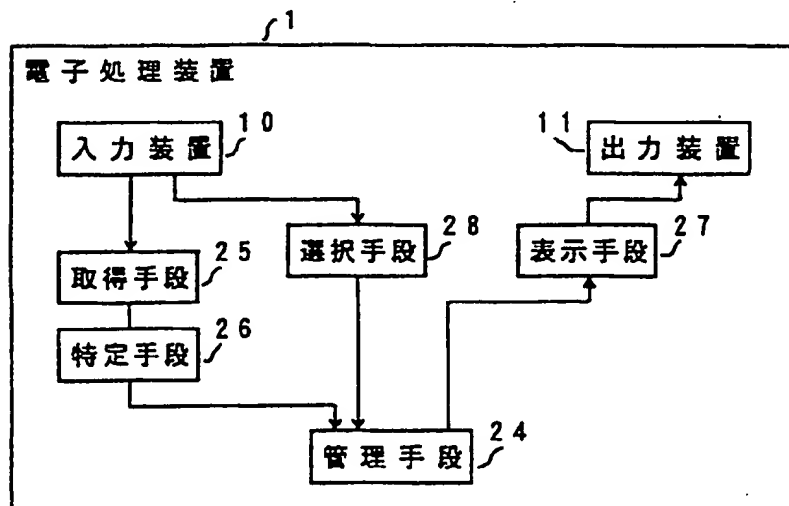 1
電子処理装置
10
入力装置
11
出力装置
28
選択手段
27
表示手段
25
取得手段
26
特定手段
24
管理手段